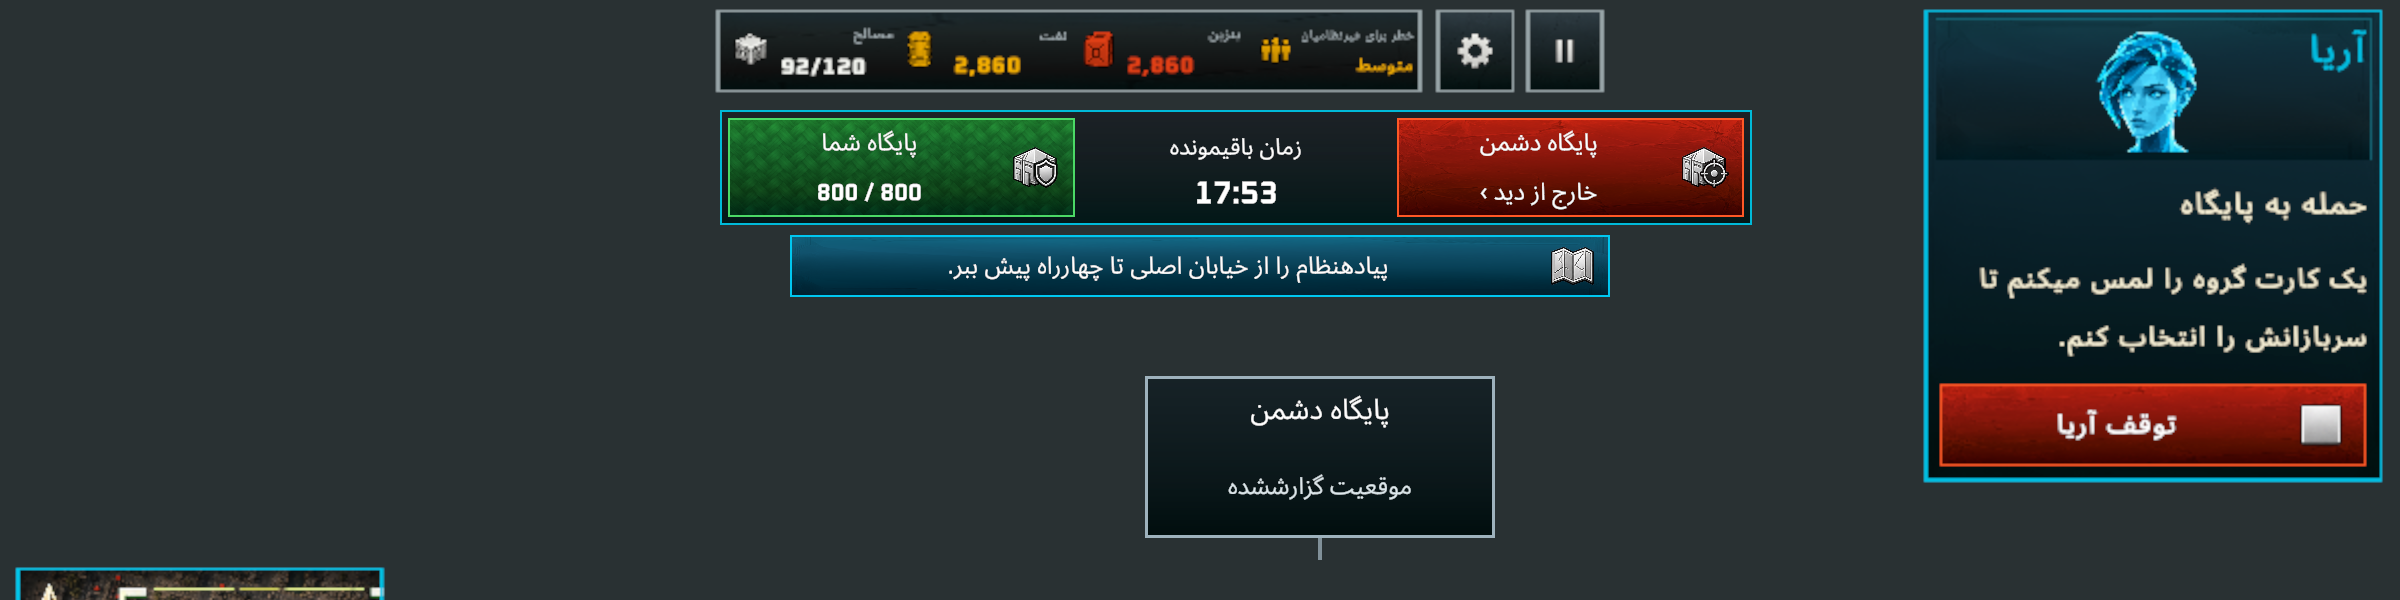 خطر برای غیرنظامیان
متوسط
بنزین
2,860
نفت
2,860
مصالح
92/120
پایگاه دشمن
خارج از دید ›
زمان باقیمونده
17:53
پایگاه شما
800 / 800
پیادهنظام را از خیابان اصلی تا چهارراه پیش ببر.
پایگاه دشمن
موقعیت گزارششده
آریا
حمله به پایگاه
یک کارت گروه را لمس میکنم تا
سربازانش را انتخاب کنم.
توقف آریا